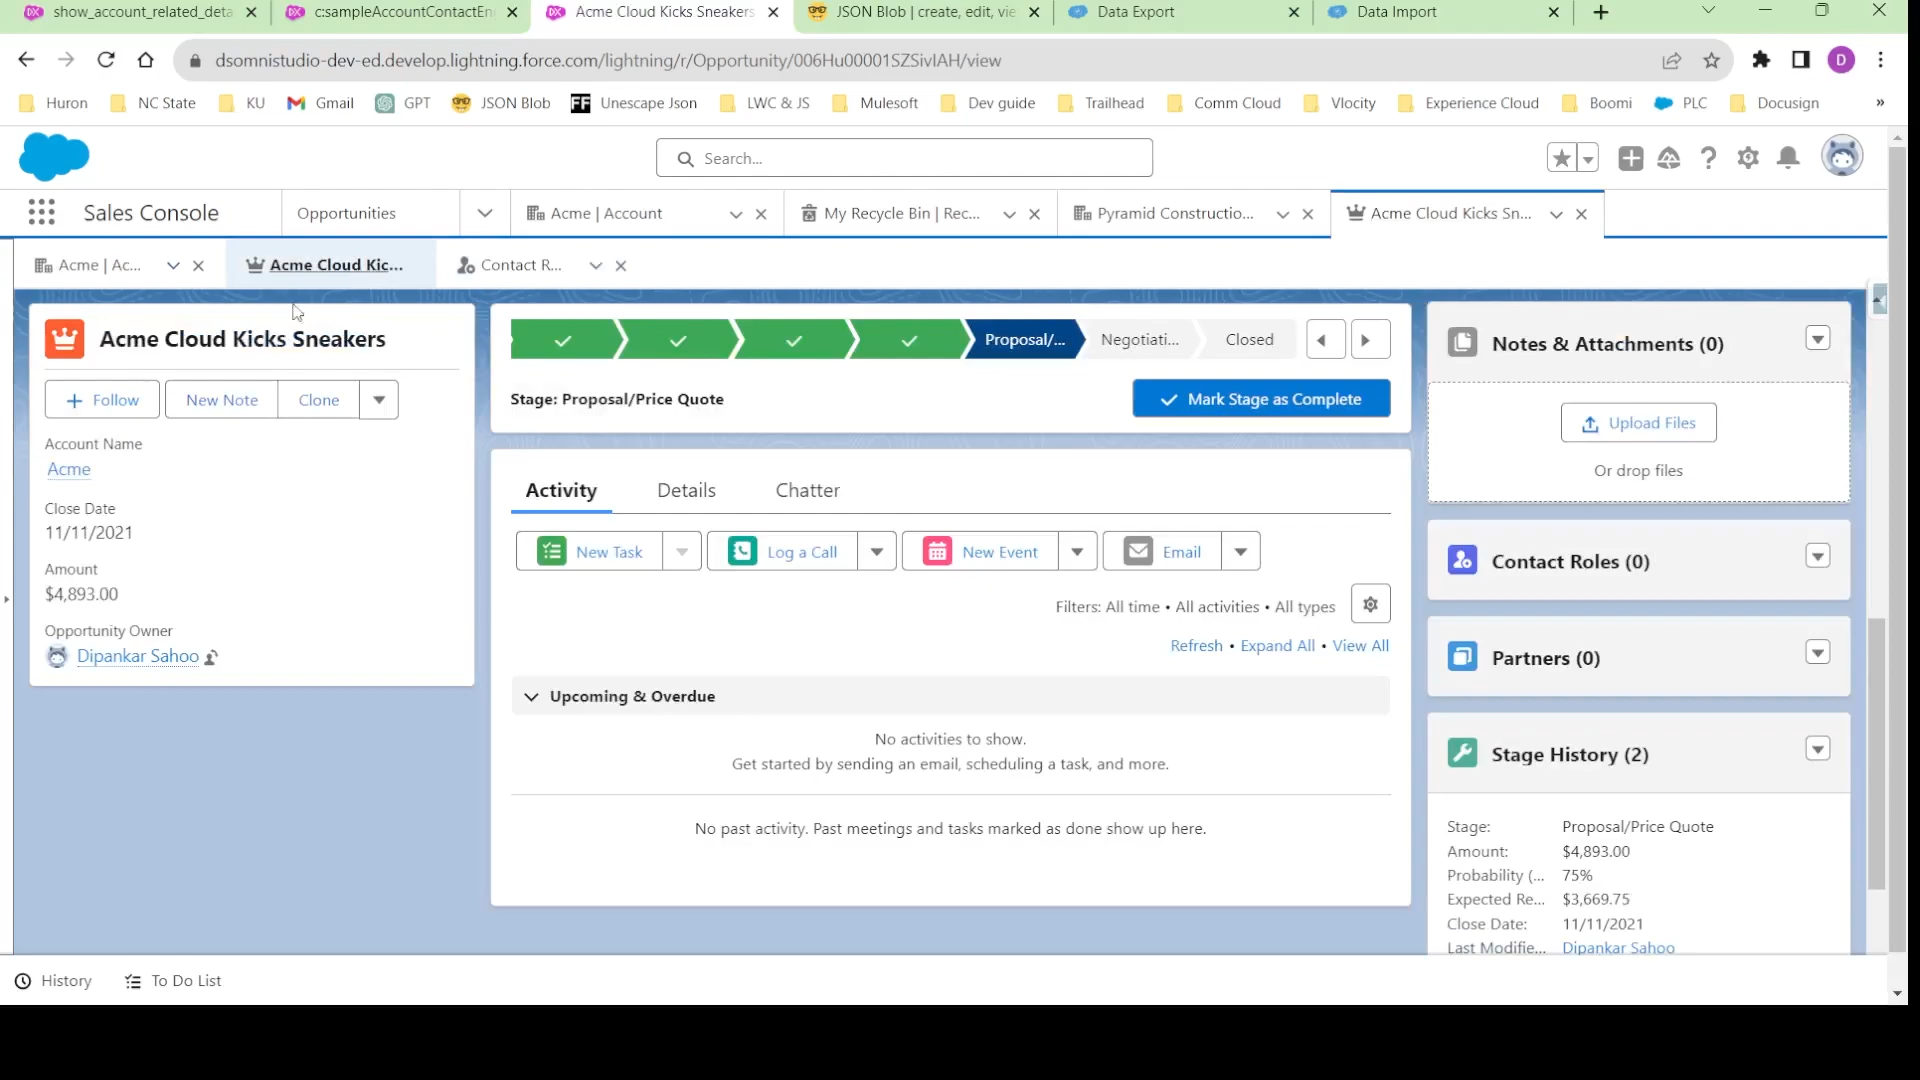 show_account_related_deta
c:sampleAccountContactEn
Acme Cloud Kicks Sneakers
JSON Blob | create, edit, vie
Data Export
Data Import
dsomnistudio-dev-ed.develop.lightning.force.com/lightning/r/Opportunity/006Hu00001SZSivIAH/view
D
Huron
NC State
KU
Gmail
GPT
JSON Blob
FF
Unescape Json
LWC & JS
Mulesoft
Dev guide
Trailhead
Comm Cloud
Vlocity
Experience Cloud
Boomi
PLC
Docusign
»
Search...
Sales Console
Opportunities
Acme | Account
My Recycle Bin | Rec...
Pyramid Constructio...
Acme Cloud Kicks Sn...
Acme | Ac...
Acme Cloud Kic...
Contact R...
Acme Cloud Kicks Sneakers
Follow
New Note
Clone
Account Name
Acme
Close Date
11/11/2021
Amount
$4,893.00
Opportunity Owner
Dipankar Sahoo
Proposal/...
Negotiati...
Closed
Stage: Proposal/Price Quote
Mark Stage as Complete
Activity
Details
Chatter
New Task
Log a Call
New Event
Email
Filters: All time • All activities • All types
Refresh • Expand All • View All
Upcoming & Overdue
No activities to show.
Get started by sending an email, scheduling a task, and more.
No past activity. Past meetings and tasks marked as done show up here.
Notes & Attachments (0)
Upload Files
Or drop files
Contact Roles (0)
Partners (0)
Stage History (2)
Stage: Proposal/Price Quote
Amount: $4,893.00
Probability (... 75%
Expected Re... $3,669.75
Close Date: 11/11/2021
Last Modifie... Dipankar Sahoo
History
To Do List